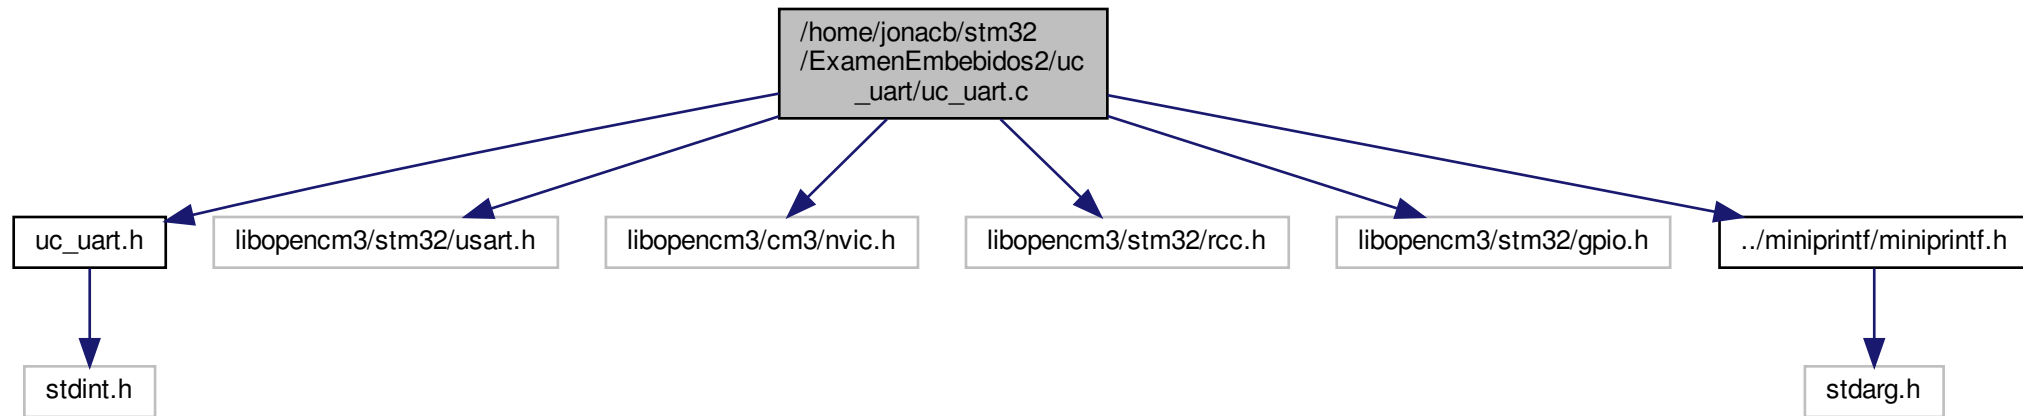 /home/jonacb/stm32
/ExamenEmbebidos2/uc
_uart/uc_uart.c
uc_uart.h
libopencm3/stm32/usart.h
libopencm3/cm3/nvic.h
libopencm3/stm32/rcc.h
libopencm3/stm32/gpio.h
../miniprintf/miniprintf.h
stdint.h
stdarg.h